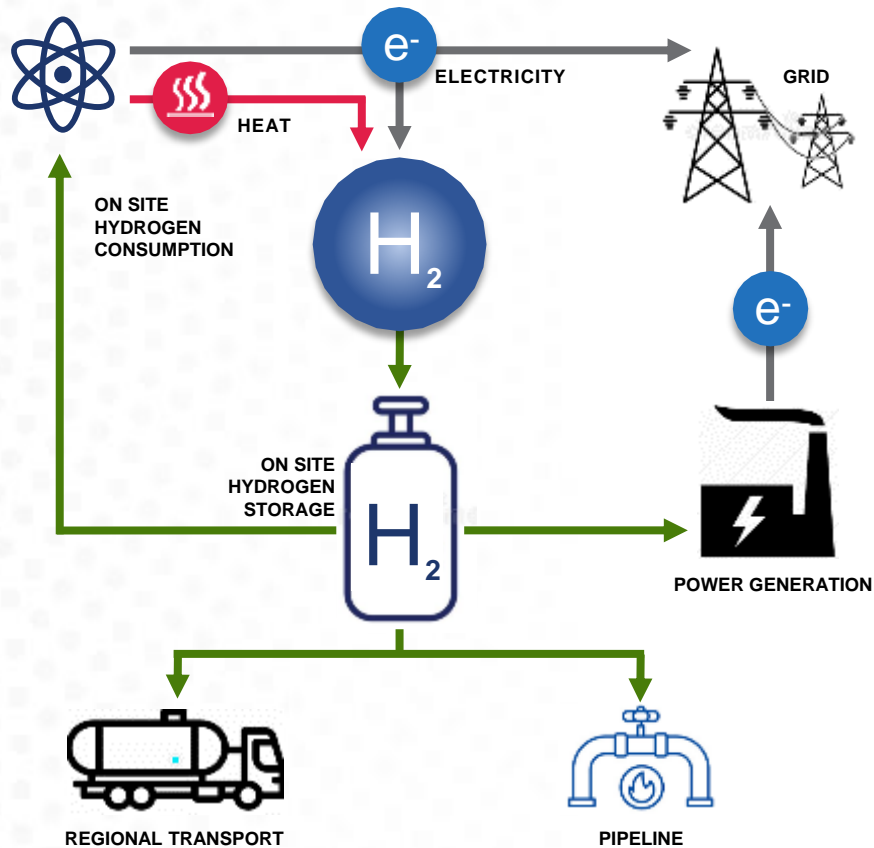 e-
ELECTRICITY
GRID
HEAT
ON SITE
HYDROGEN
CONSUMPTION
H2
e-
ON SITE
HYDROGEN
STORAGE
H2
POWER GENERATION
REGIONAL TRANSPORT
PIPELINE